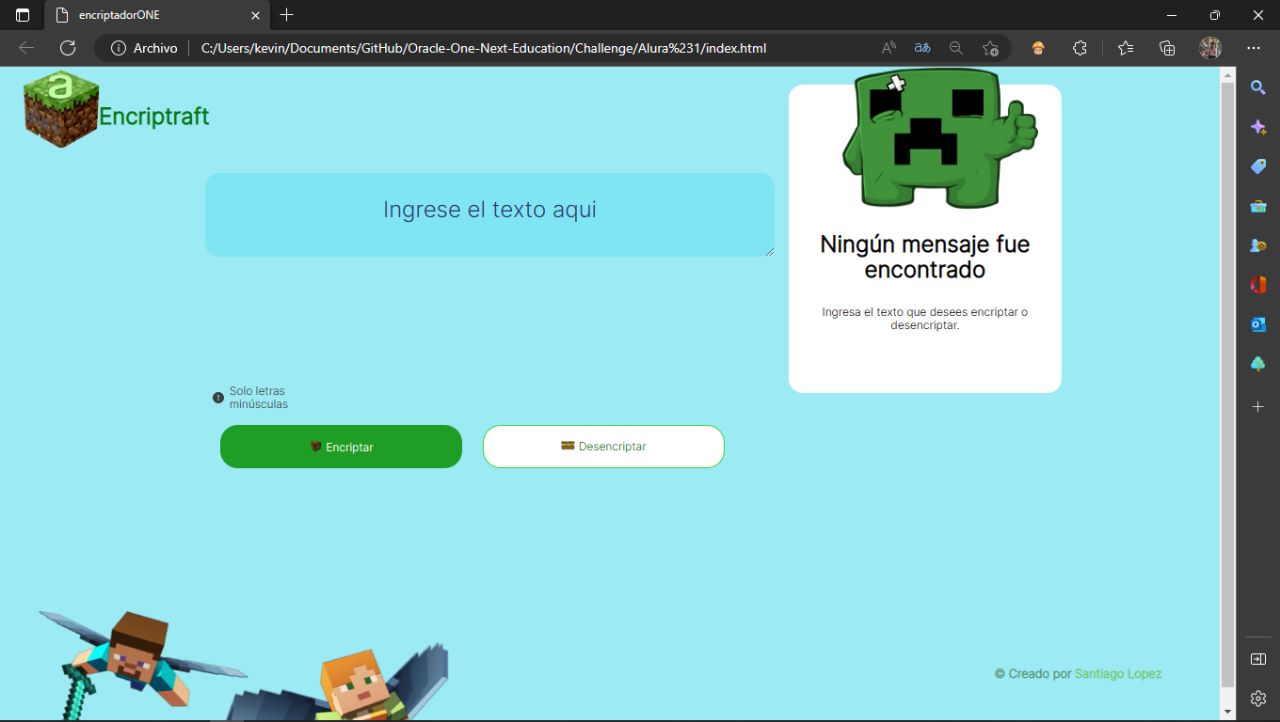 encriptadorONE
Archivo
C:/Users/kevin/Documents/GitHub/Oracle-One-Next-Education/Challenge/Alura%231/index.html
a
Encriptraft
Ingrese el texto aqui
Ningún mensaje fue
encontrado
Ingresa el texto que desees encriptar o
desencriptar.
Solo letras
minúsculas
Encriptar
Desencriptar
© Creado por Santiago Lopez